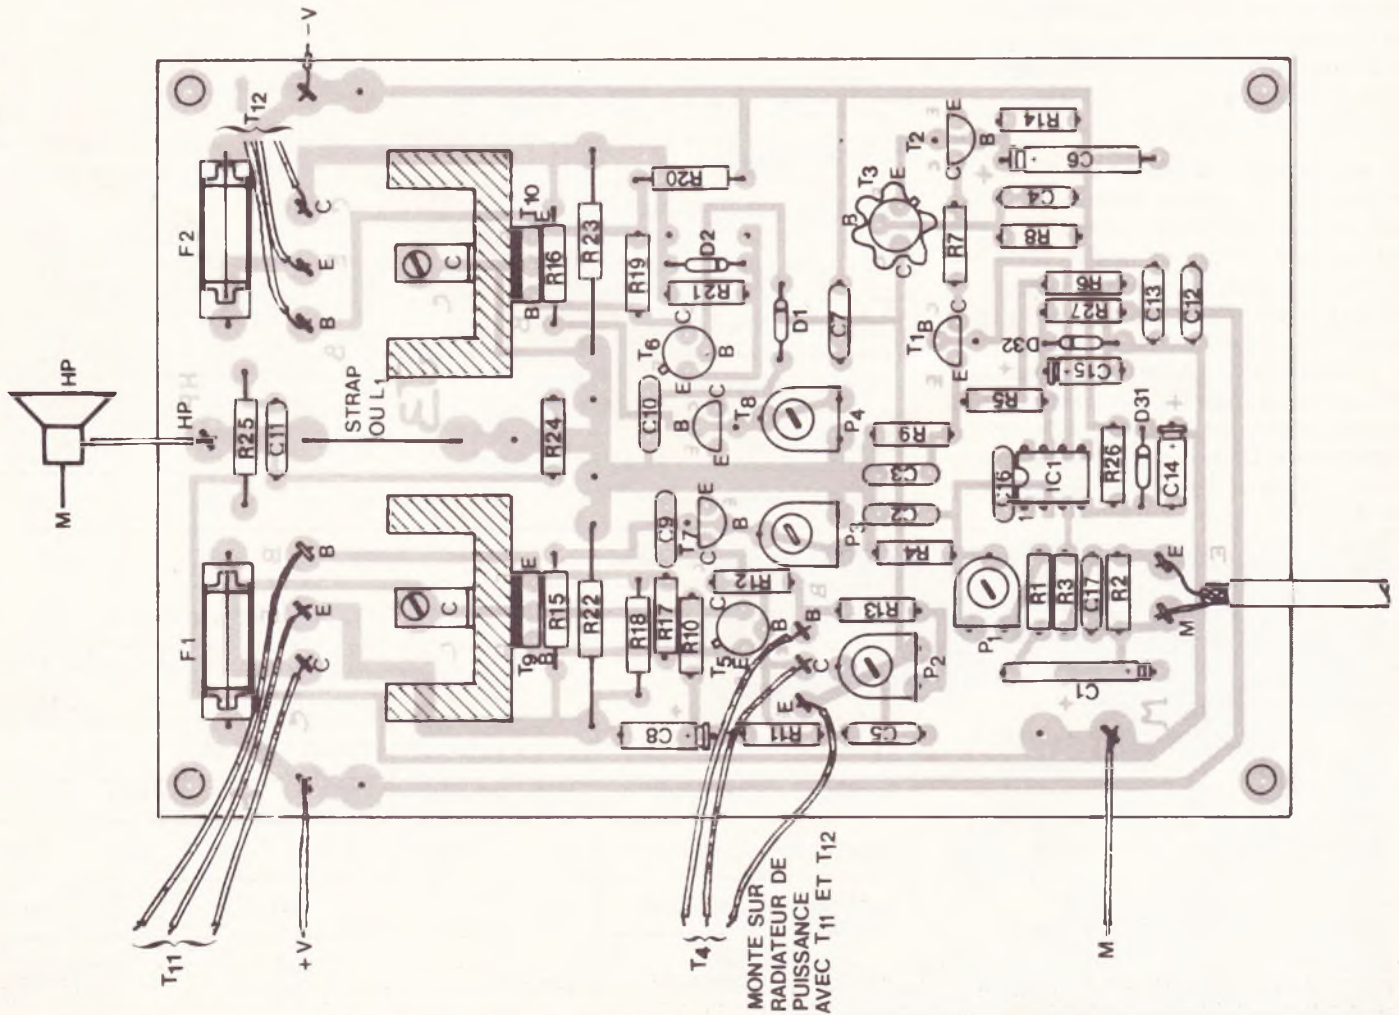 HP
M
HP
F2
T12
-V
C
E
B
R25
C11
STRAP
OU L1
C
T10
B
E
R16
R23
R24
F1
B
E
C
T11
+V
C
T9
B
E
R15
R22
R20
R19
D2
R21
T6
C
B
E
C10
B
C
E
T8
P4
D1
C7
T3
B
E
C
T2
E
B
C
R14
C6
+
C4
R8
R7
T1
B
C
E
R6
R27
D32
C15
+
C13
C12
R5
R9
C3
C2
R4
C16
1
IC1
R26
D31
C14
+
C9
T7
E
B
C
P3
R12
R18
R17
R10
T5
C
B
E
B
C
E
R13
P2
C8
+
R11
C5
P1
R1
R3
C17
R2
C1
+
E
M
M
T4
MONTE SUR
RADIATEUR DE
PUISSANCE
AVEC T11 ET T12